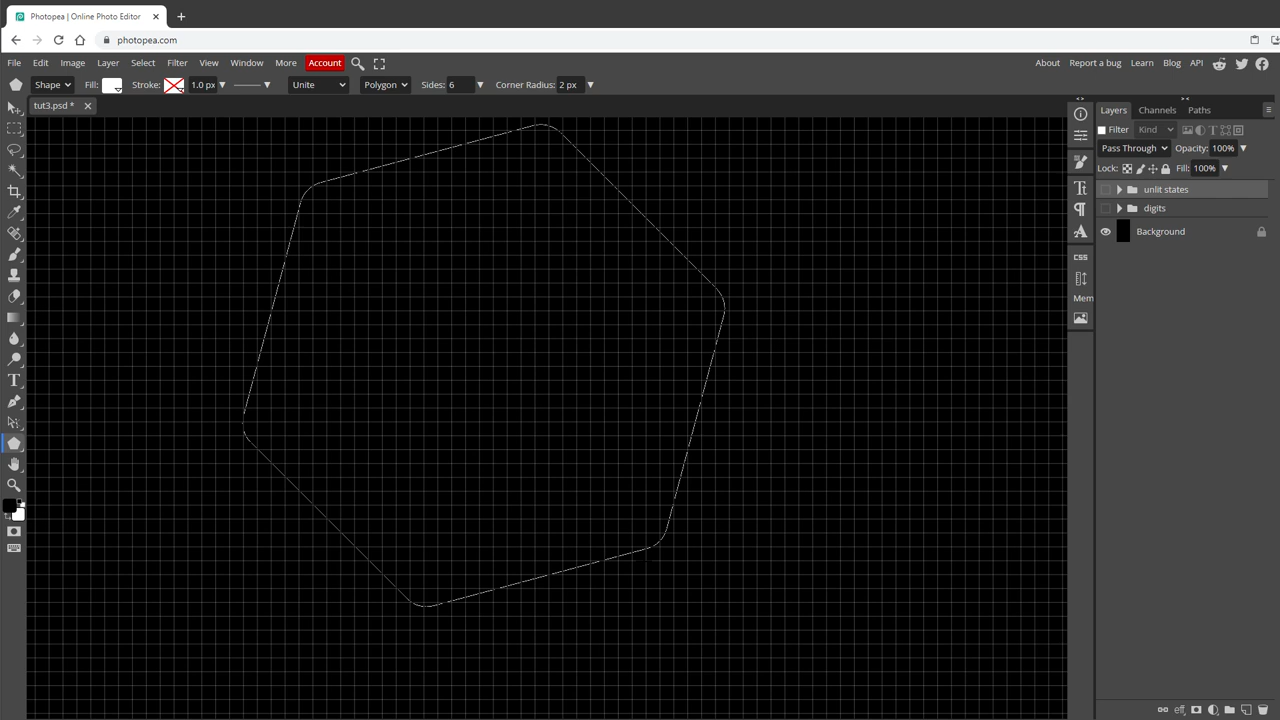 Photopea | Online Photo Editor
photopea.com
File Edit Image Layer Select Filter View Window More Account
About Report a bug Learn Blog API
Shape Fill: Stroke: 1.0 px Unite Polygon Sides: 6 Corner Radius: 2 px
tut3.psd *
Layers Channels Paths
Filter Kind
Pass Through Opacity: 100%
Lock: Fill: 100%
unlit states
digits
Background
CSS
Mem